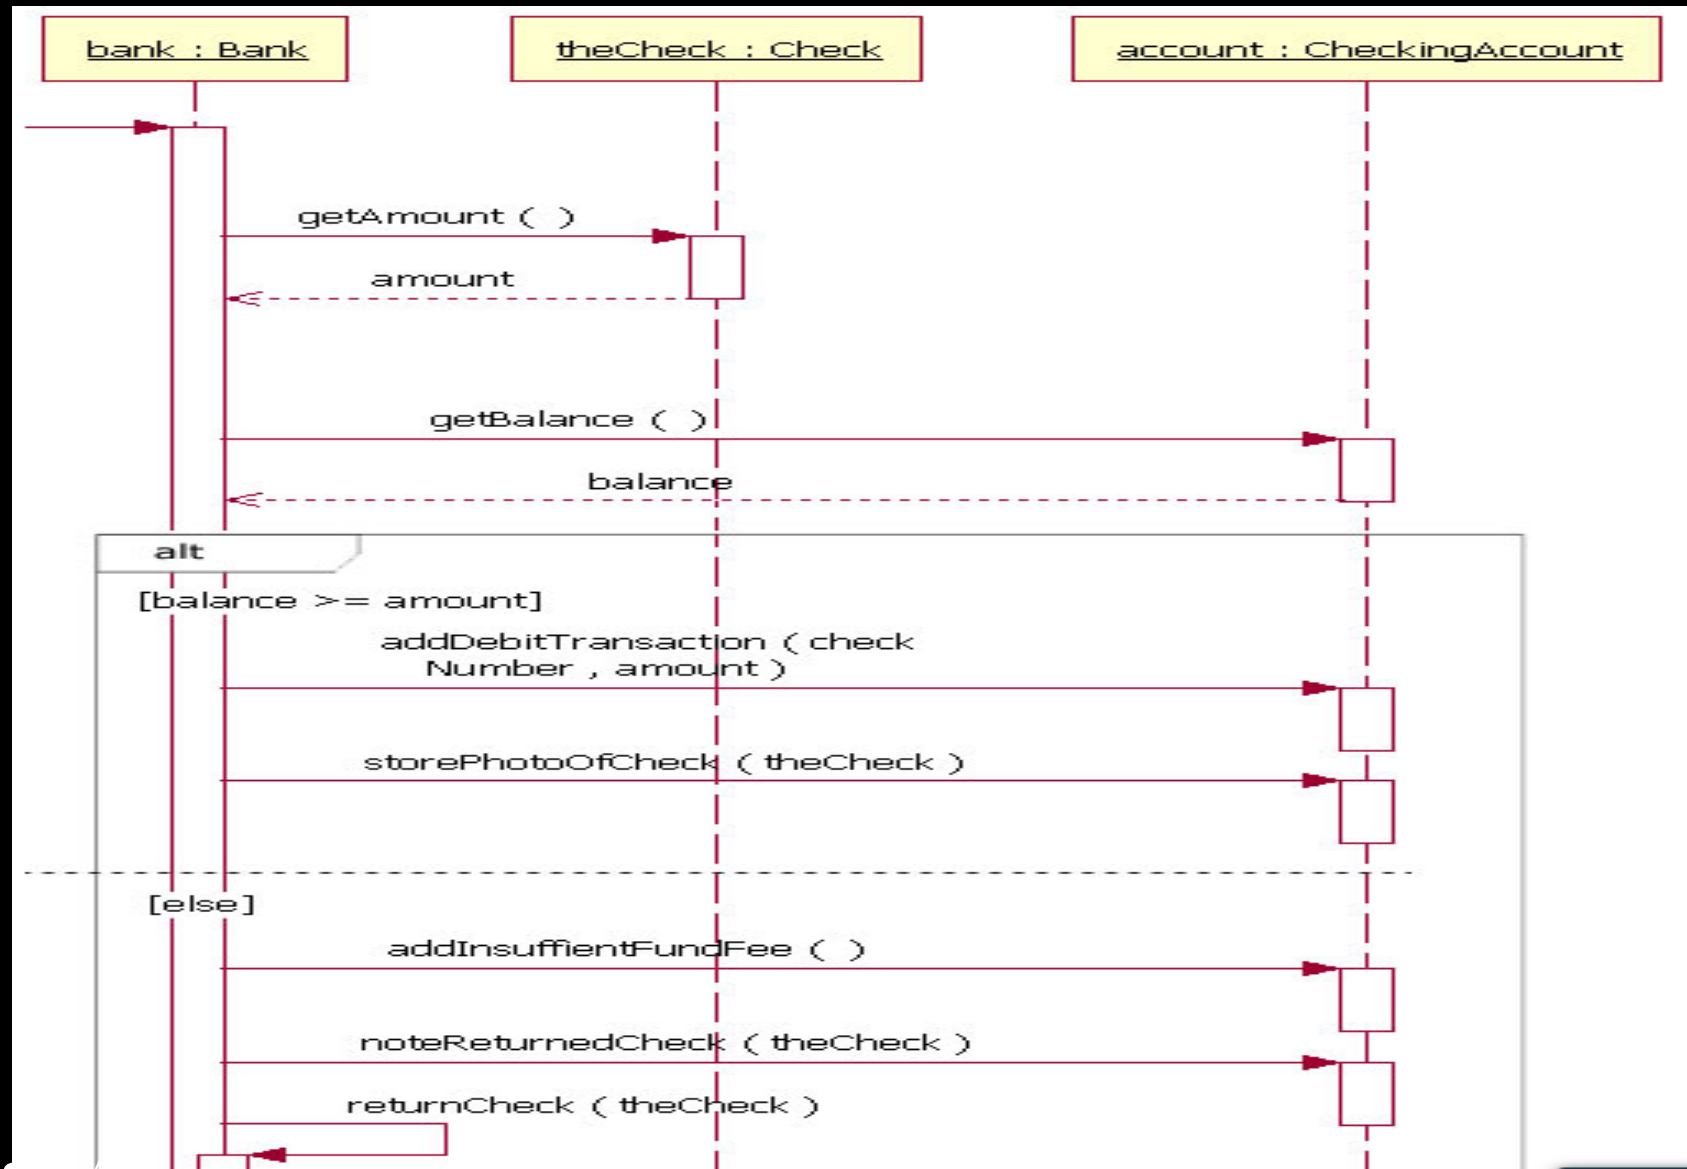 bank : Bank
theCheck : Check
account : CheckingAccount
getAmount ( )
amount
getBalance ( )
balance
alt
[balance >= amount]
addDebitTransaction ( check
Number , amount )
storePhotoOfCheck ( theCheck )
[else]
addInsuffientFundFee ( )
noteReturnedCheck ( theCheck )
returnCheck ( theCheck )